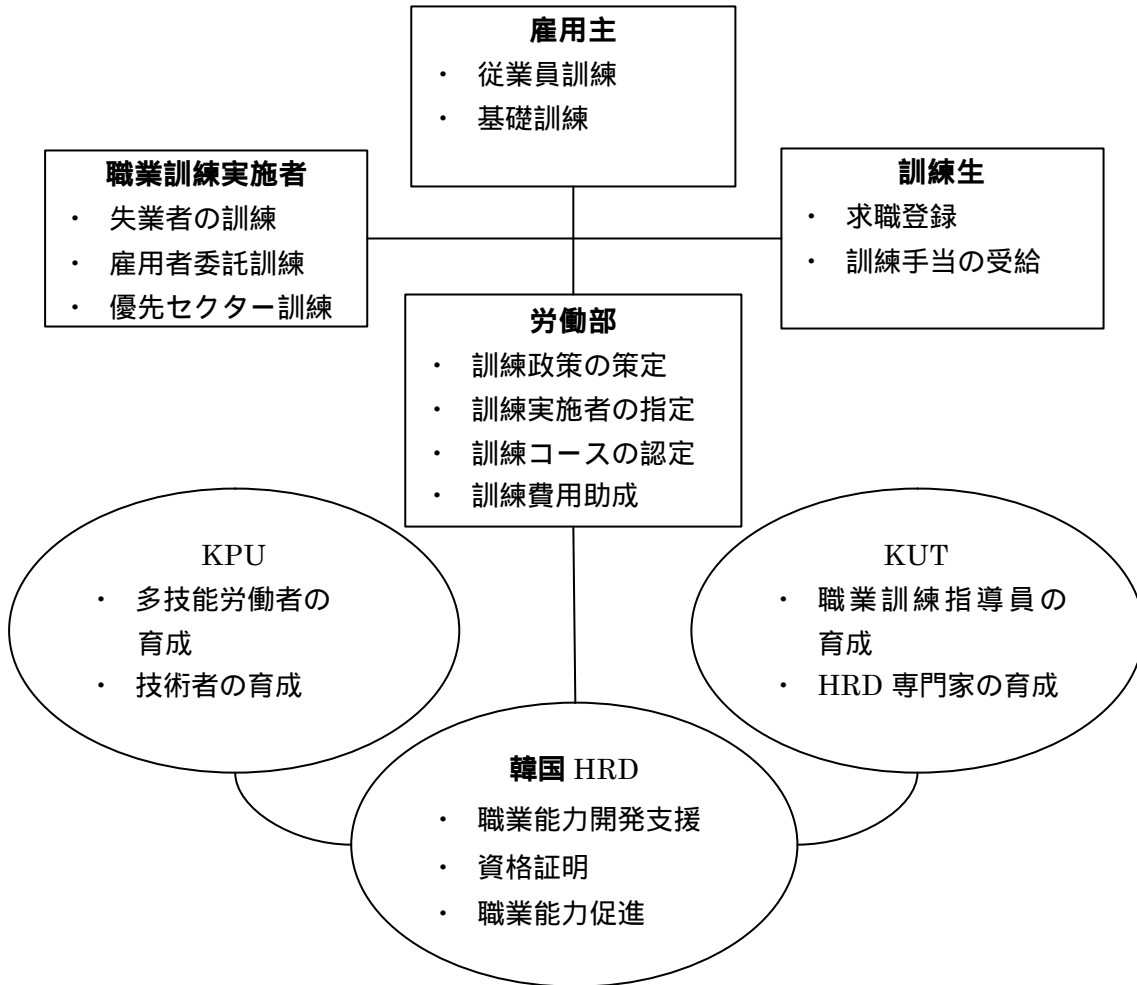 雇用主
・ 従業員訓練
・ 基礎訓練
職業訓練実施者
・ 失業者の訓練
・ 雇用者委託訓練
・ 優先セクター訓練
訓練生
・ 求職登録
・ 訓練手当の受給
労働部
・ 訓練政策の策定
・ 訓練実施者の指定
・ 訓練コースの認定
・ 訓練費用助成
KPU
・ 多技能労働者の
育成
・ 技術者の育成
KUT
・ 職業訓練指導員の
育成
・ HRD 専門家の育成
韓国 HRD
・ 職業能力開発支援
・ 資格証明
・ 職業能力促進